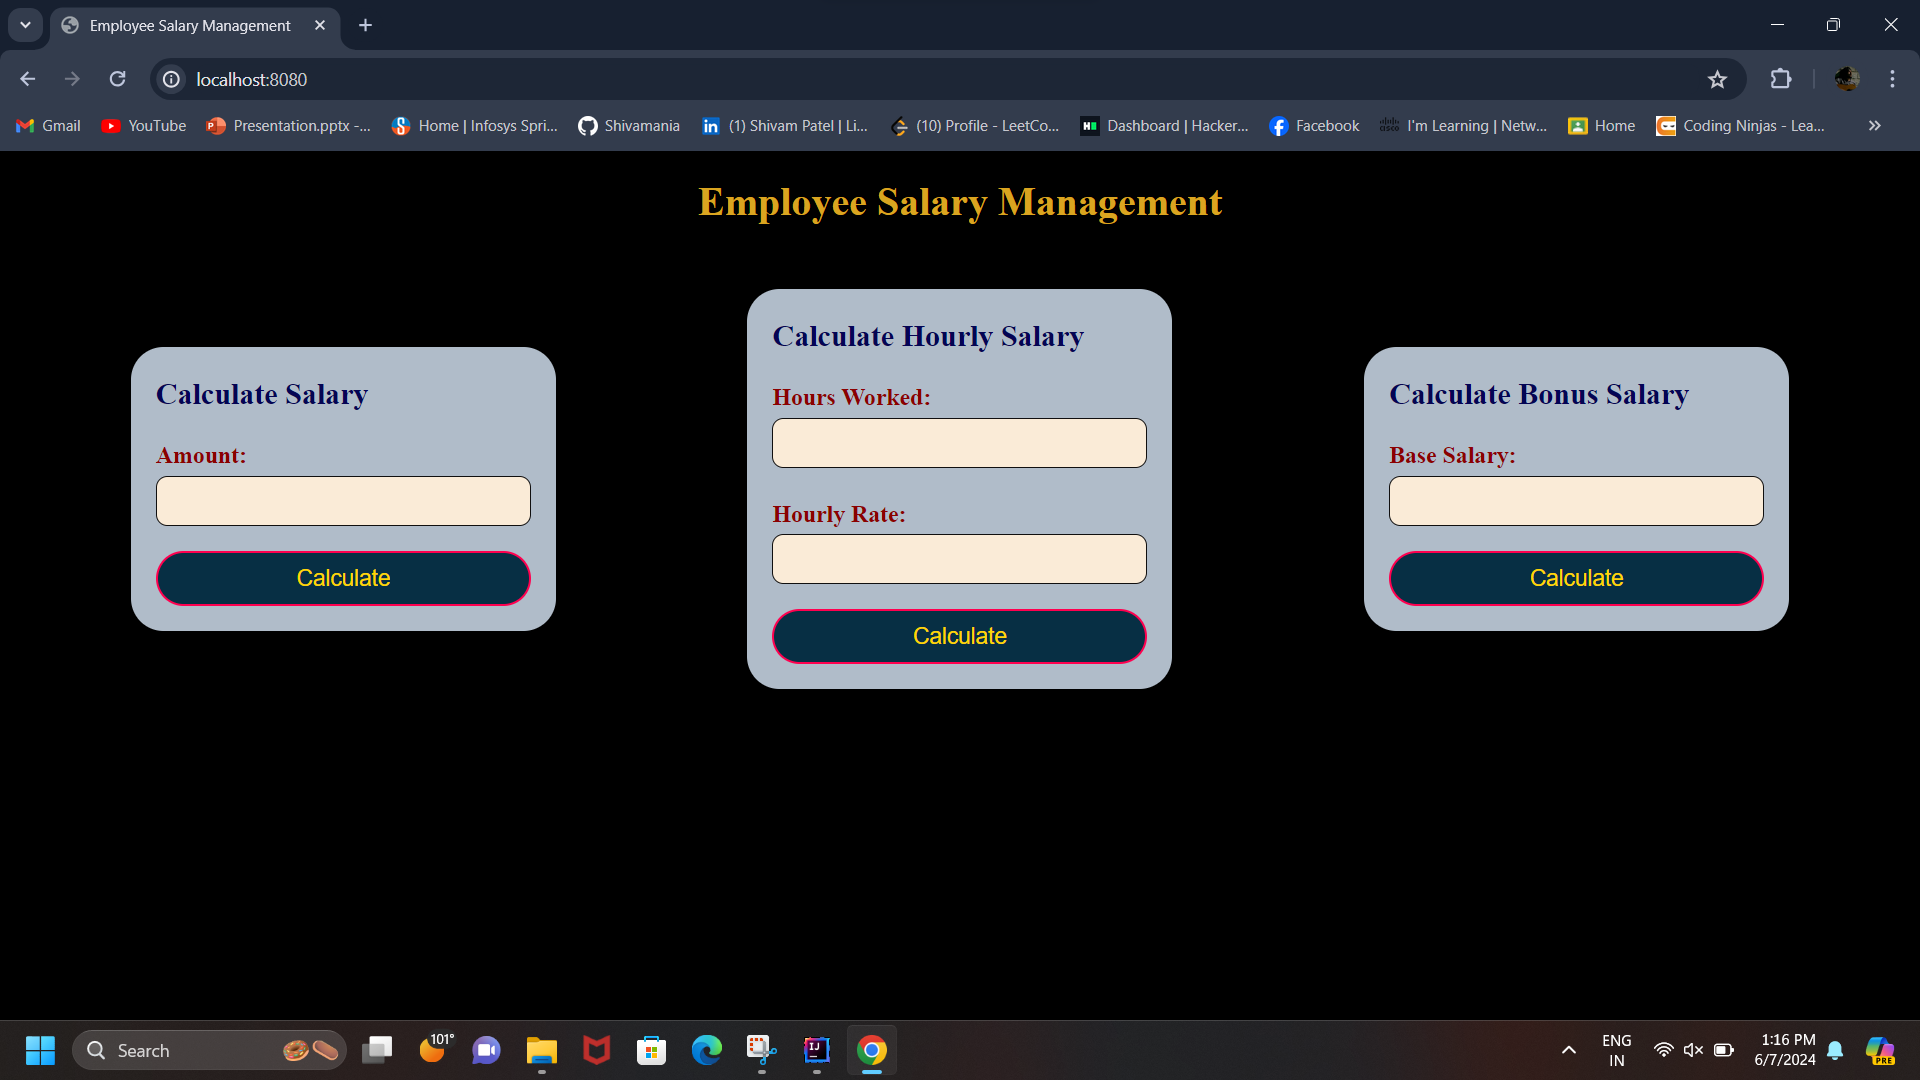 Employee Salary Management
localhost:8080
Gmail
YouTube
Presentation.pptx -...
Home | Infosys Spri...
Shivamania
(1) Shivam Patel | Li...
(10) Profile - LeetCo...
Dashboard | Hacker...
Facebook
I'm Learning | Netw...
Home
Coding Ninjas - Lea...
Employee Salary Management
Calculate Salary
Amount:
Calculate
Calculate Hourly Salary
Hours Worked:
Hourly Rate:
Calculate
Calculate Bonus Salary
Base Salary:
Calculate
Search
101°
ENG
IN
1:16 PM
6/7/2024
PRE